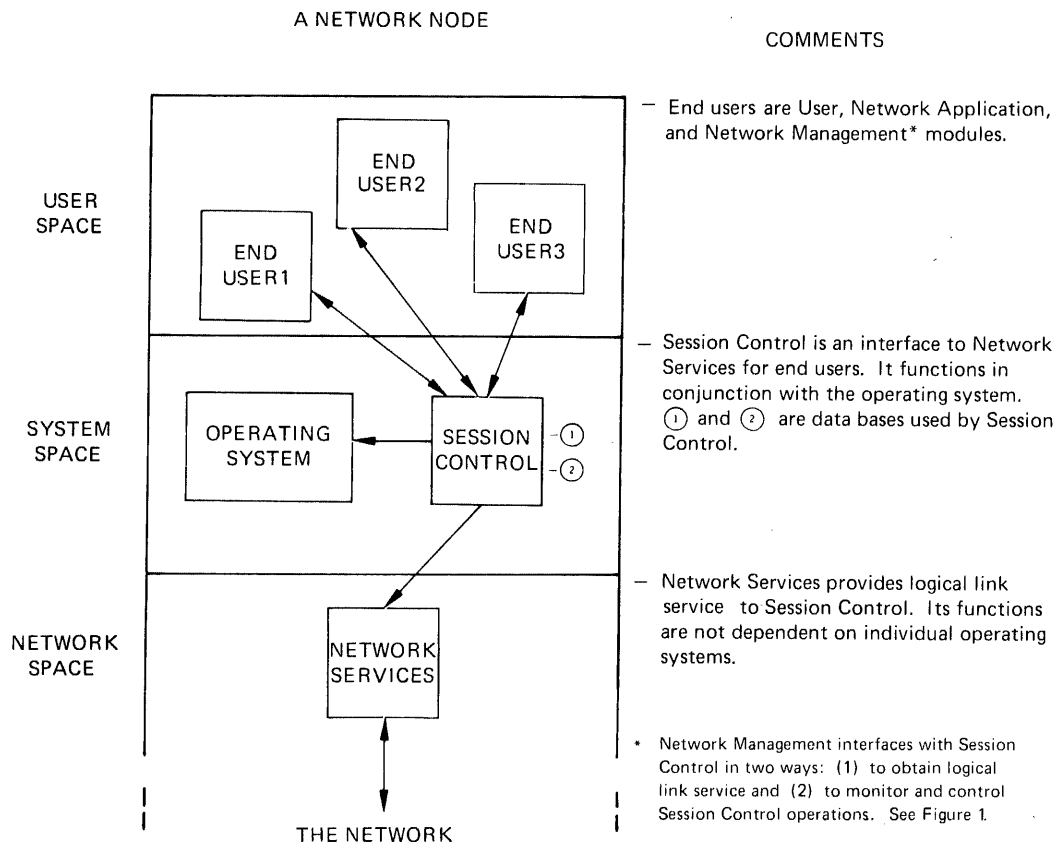 A NETWORK NODE
COMMENTS
USER
SPACE
END
USER1
END
USER2
END
USER3
– End users are User, Network Application,
and Network Management* modules.
SYSTEM
SPACE
OPERATING
SYSTEM
SESSION
CONTROL
-①
-②
– Session Control is an interface to Network
Services for end users. It functions in
conjunction with the operating system.
① and ② are data bases used by Session
Control.
NETWORK
SPACE
NETWORK
SERVICES
– Network Services provides logical link
service to Session Control. Its functions
are not dependent on individual operating
systems.
* Network Management interfaces with Session
Control in two ways: (1) to obtain logical
link service and (2) to monitor and control
Session Control operations. See Figure 1.
THE NETWORK